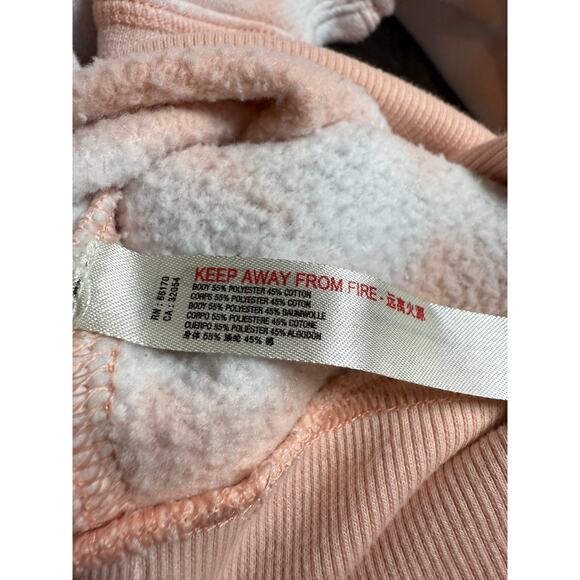 KEEP AWAY FROM FIRE - 远离火源
BODY 55% POLYESTER 45% COTTON
CORPS 55% POLYESTER 45% COTON
BODY 55% POLYESTER 45% BAUMWOLLE
CORPO 55% POLIESTERE 45% COTONE
CUERPO 55% POLIÉSTER 45% ALGODÓN
身体 55% 涤纶 45% 棉
RN : 66170
CA : 32054